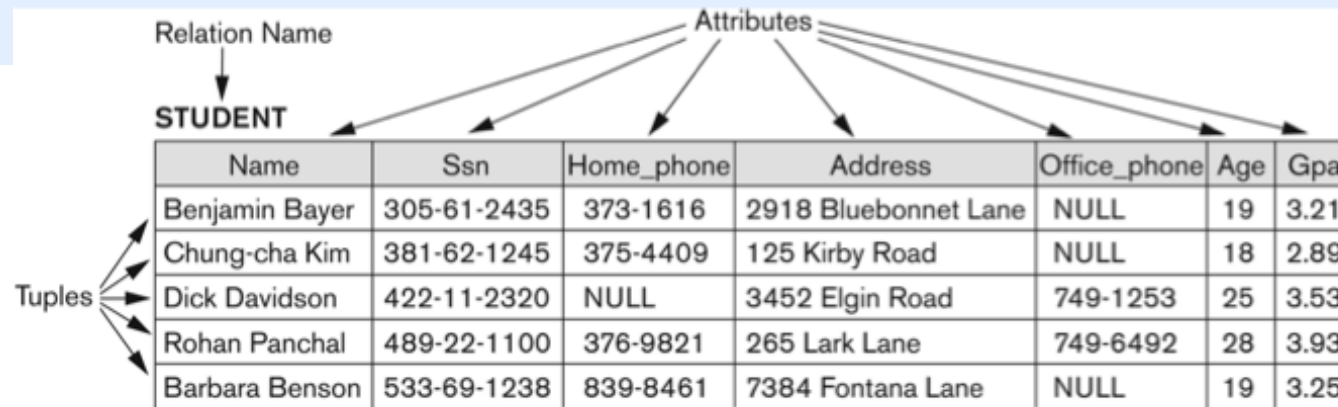 Attributes
Relation Name
STUDENT
Name Ssn Home_phone Address Office_phone Age Gpa
Benjamin Bayer 305-61-2435 373-1616 2918 Bluebonnet Lane NULL 19 3.21
Chung-cha Kim 381-62-1245 375-4409 125 Kirby Road NULL 18 2.89
Tuples Dick Davidson 422-11-2320 NULL 3452 Elgin Road 749-1253 25 3.53
Rohan Panchal 489-22-1100 376-9821 265 Lark Lane 749-6492 28 3.93
Barbara Benson 533-69-1238 839-8461 7384 Fontana Lane NULL 19 3.25